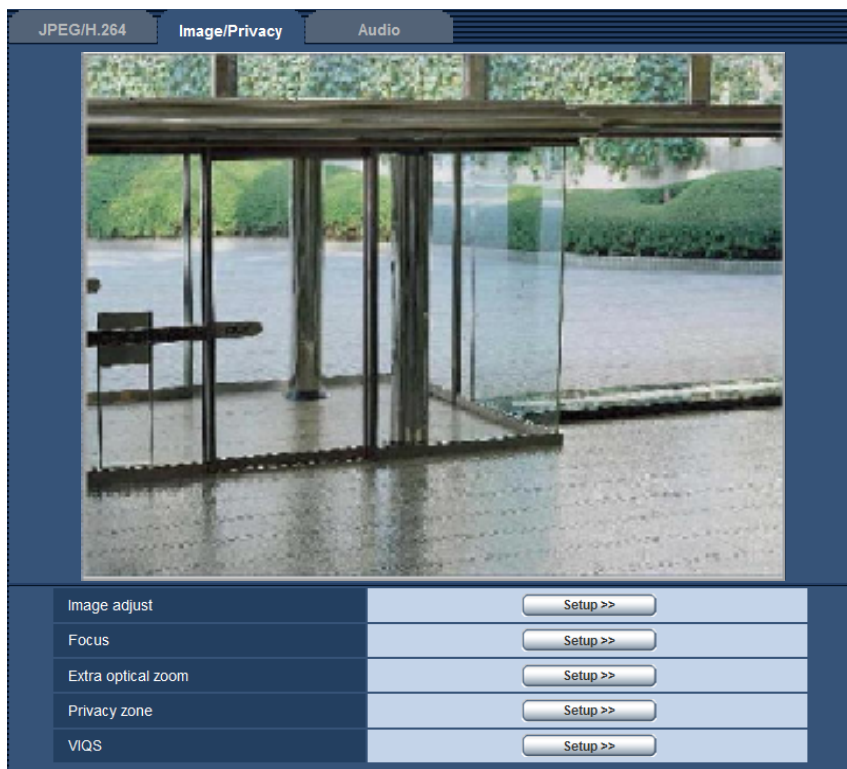 JPEG/H.264 Image/Privacy Audio
Image adjust Setup >>
Focus Setup >>
Extra optical zoom Setup >>
Privacy zone Setup >>
VIQS Setup >>